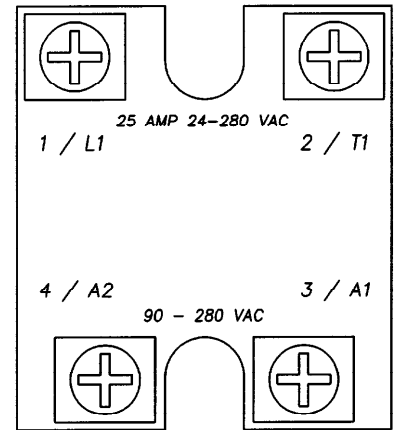 25 AMP 24-280 VAC
1 / L1
2 / T1
4 / A2
3 / A1
90 - 280 VAC